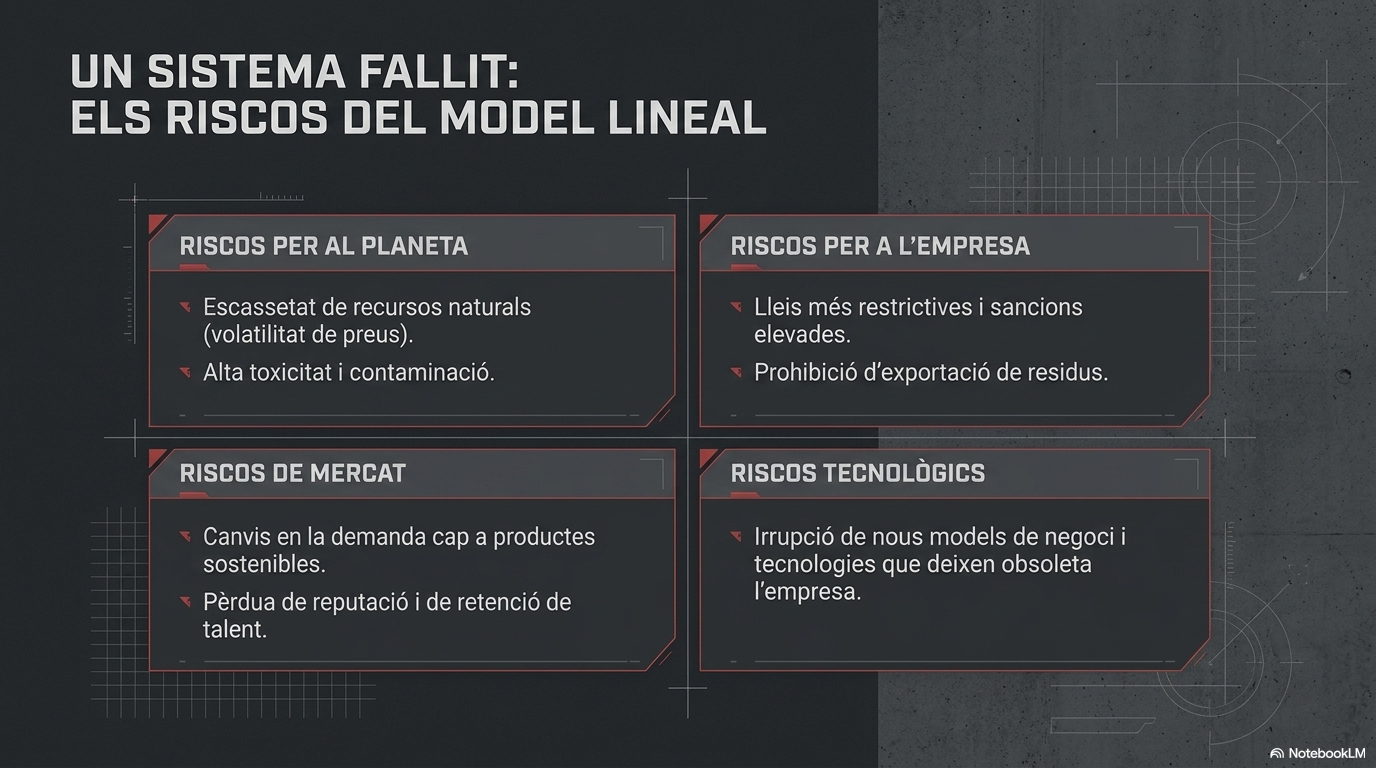 UN SISTEMA FALLIT:
ELS RISCOS DEL MODEL LINEAL
RISCOS PER AL PLANETA
Escassetat de recursos naturals
(volatilitat de preus).
Alta toxicitat i contaminació.
RISCOS PER A L’EMPRESA
Lleis més restrictives i sancions
elevades.
Prohibició d’exportació de residus.
RISCOS DE MERCAT
Canvis en la demanda cap a productes
sostenibles.
Pèrdua de reputació i de retenció de
talent.
RISCOS TECNOLÒGICS
Irrupció de nous models de negoci i
tecnologies que deixen obsoleta
l’empresa.
NotebookLM